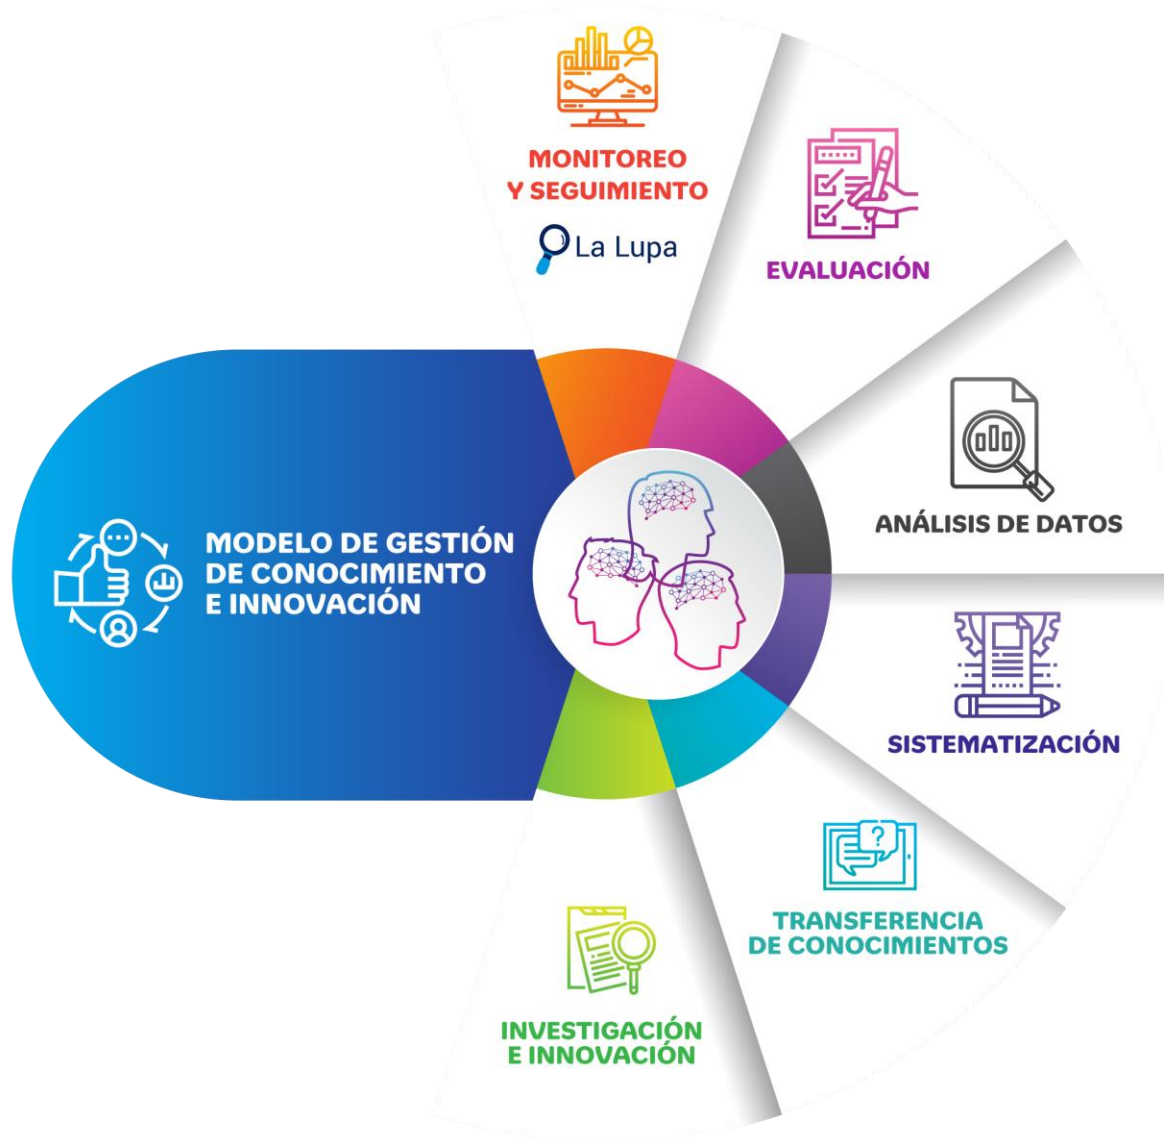 MONITOREO
Y SEGUIMIENTO
La Lupa
EVALUACIÓN
ANÁLISIS DE DATOS
MODELO DE GESTIÓN
DE CONOCIMIENTO
E INNOVACIÓN
SISTEMATIZACIÓN
?
TRANSFERENCIA
DE CONOCIMIENTOS
INVESTIGACIÓN
E INNOVACIÓN